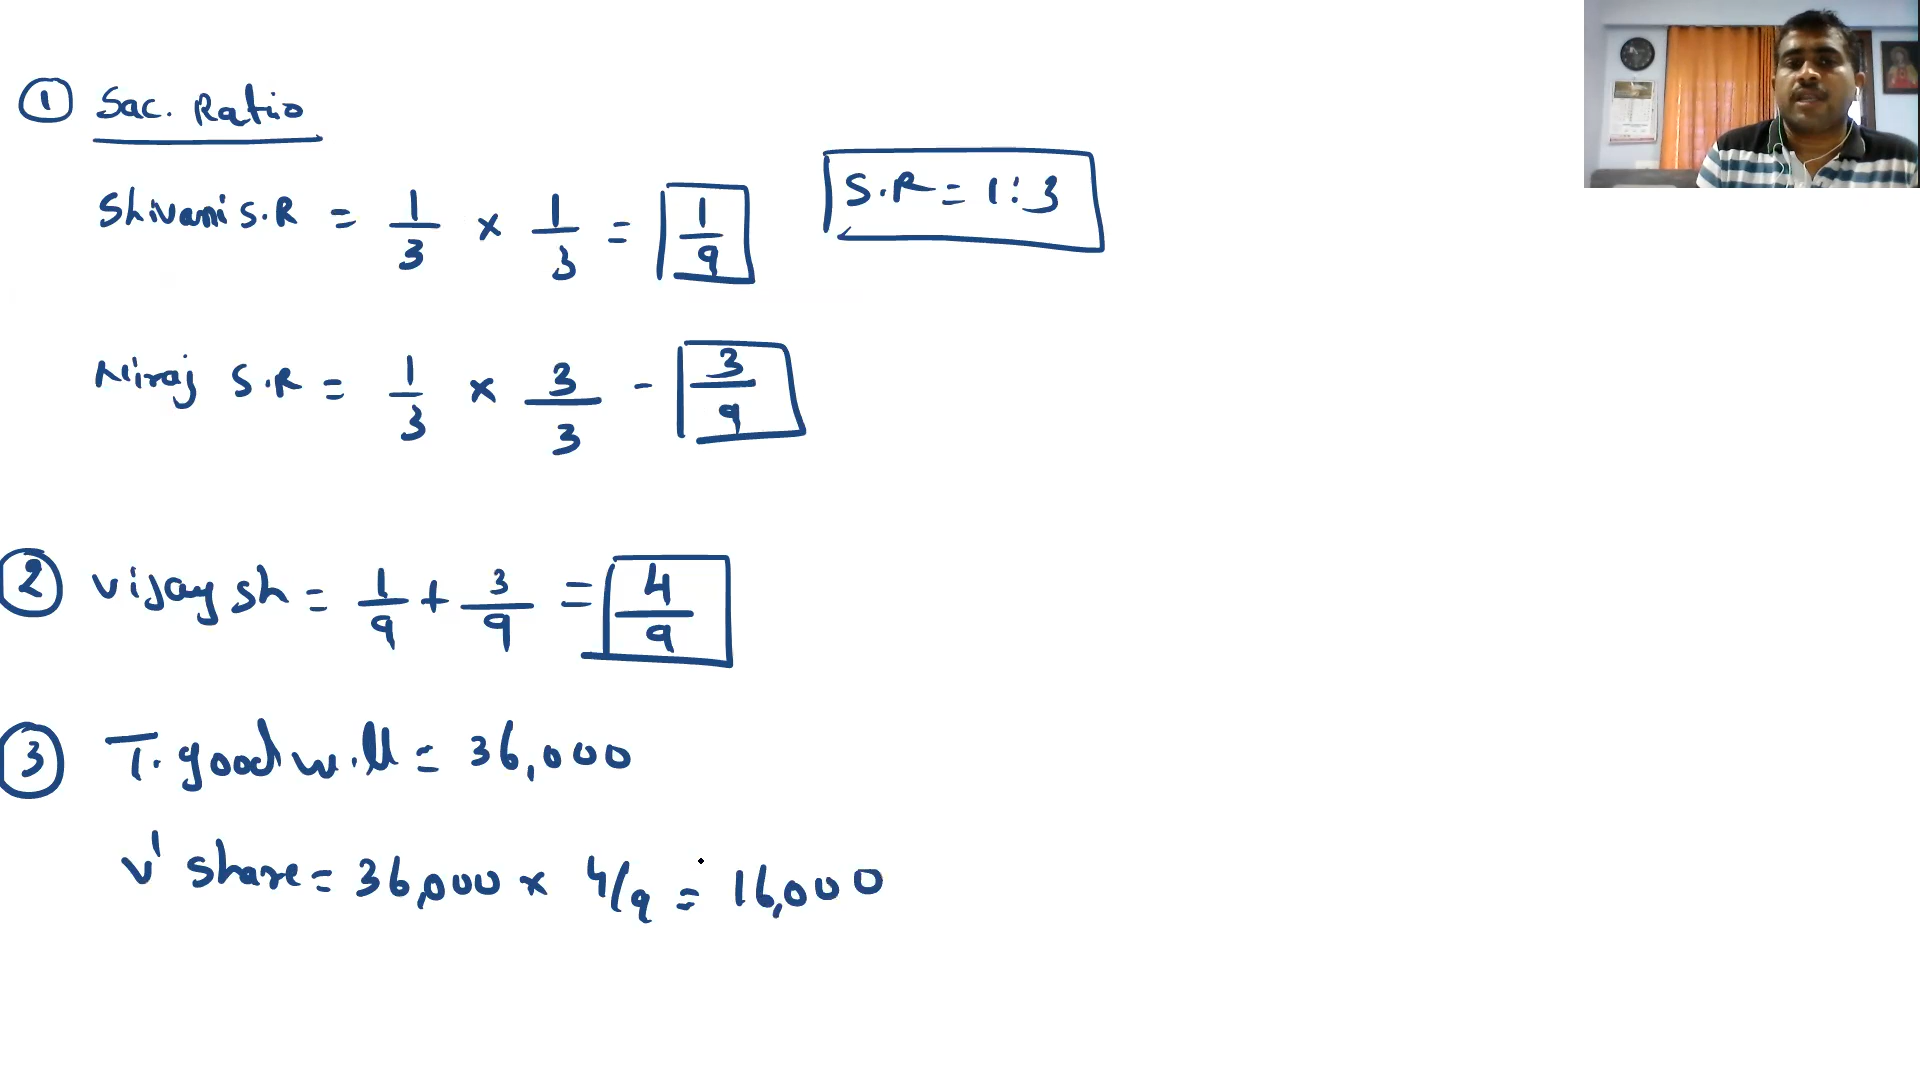 ① Sac. Ratio
Shivani S.R = 1/3 × 1/3 = 1/9
S.R = 1:3
Niraj S.R = 1/3 × 3/3 - 3/9
② Vijay sh = 1/9 + 3/9 = 4/9
③ T. goodwill = 36,000
V' share = 36,000 × 4/9 = 16,000